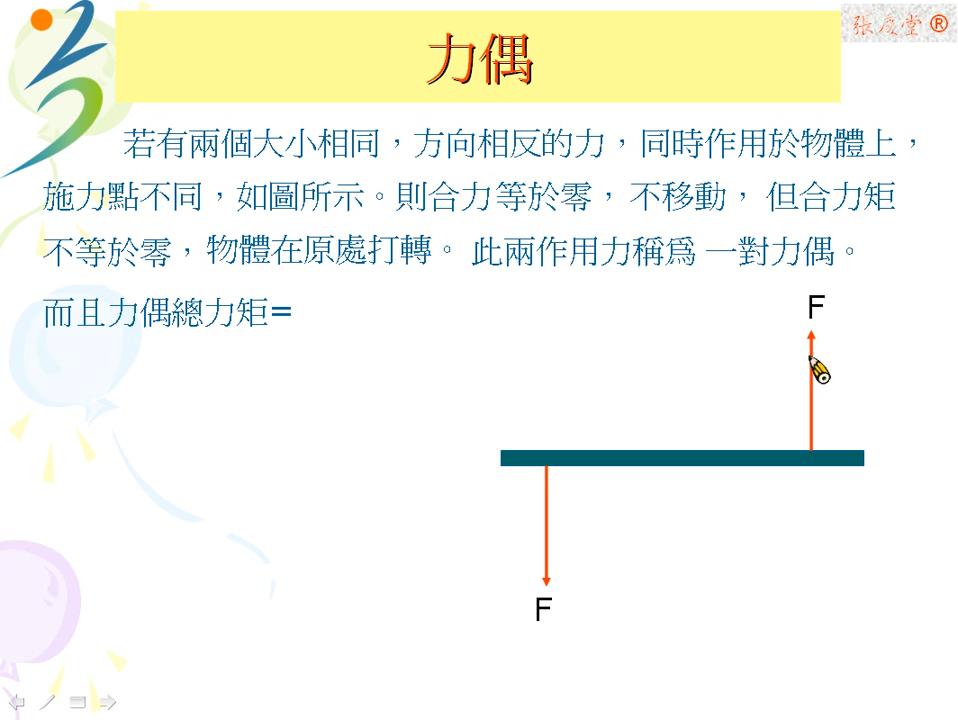 力偶
若有兩個大小相同，方向相反的力，同時作用於物體上，
施力點不同，如圖所示。則合力等於零， 不移動， 但合力矩
不等於零，物體在原處打轉。 此兩作用力稱爲 一對力偶。
而且力偶總力矩=
F
F